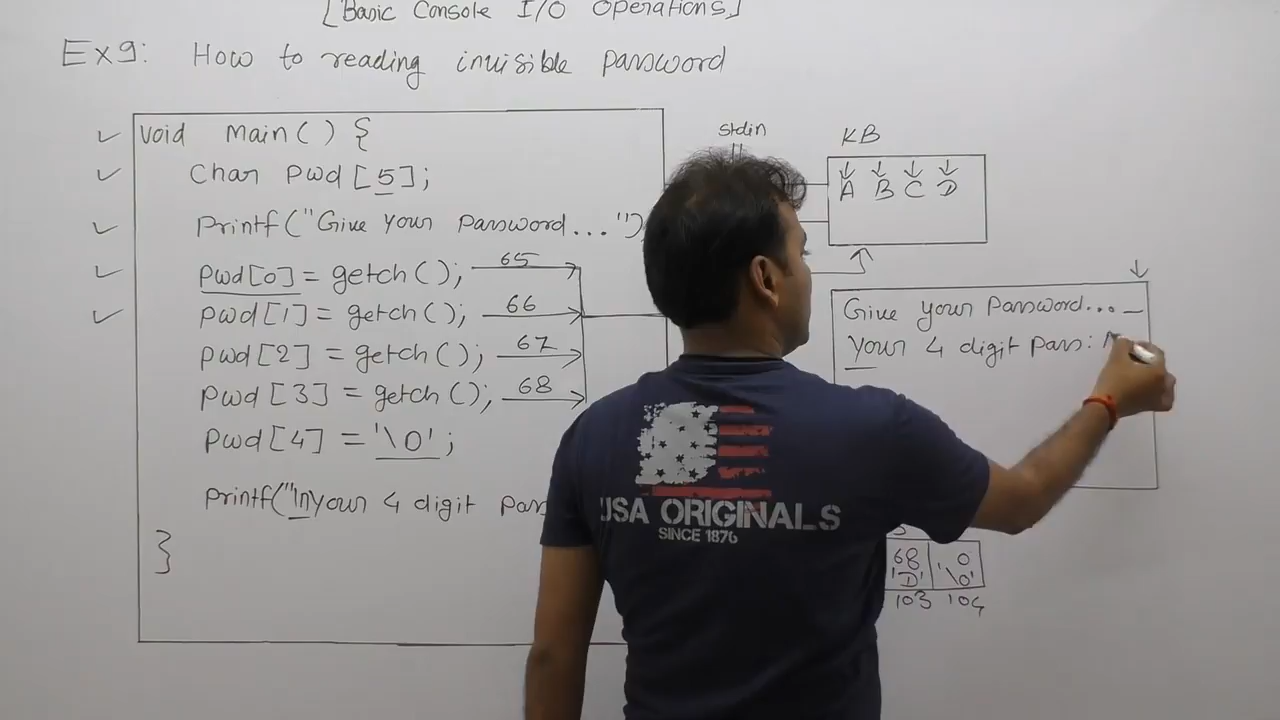 [Basic Console I/O Operations]
Ex9: How to reading invisible password
void main() {
char pwd[5];
printf("Give your password...")
pwd[0] = getch(); 65
pwd[1] = getch(); 66
pwd[2] = getch(); 67
pwd[3] = getch(); 68
pwd[4] = '\0';
printf("\nyour 4 digit pass
}
stdin
KB
A B C D
Give your password... _
your 4 digit pass:
68 0
'D' '\0'
103 104
USA ORIGINALS
SINCE 1876